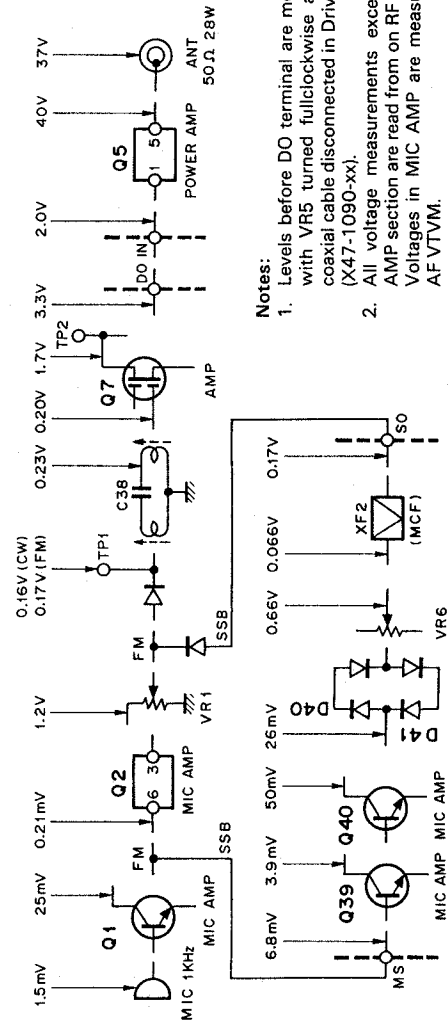 1.5mV
25mV
0.21mV
1.2V
0.16V (CW)
0.17V (FM)
0.23V
0.20V
1.7V
3.3V
2.0V
40V
37V
Q1
FM
Q2
FM
TP1
C38
Q7
TP2
DO IN
Q5
6 3
1 5
MIC 1KHz
MIC AMP
SSB
MIC AMP
VR1
SSB
AMP
POWER AMP
ANT
50Ω 28W
6.8mV
3.9mV
50mV
26mV
0.66V
0.066V
0.17V
MS
Q39
Q40
D40
D41
XF2
(MCF)
SO
MIC AMP
MIC AMP
VR6
Notes:
1. Levels before DO terminal are
with VR5 turned fullclockwise
coaxial cable disconnected in
(X47-1090-xx).
2. All voltage measurements
AMP section are read from on RF
Voltages in MIC AMP are
AF VTVM.